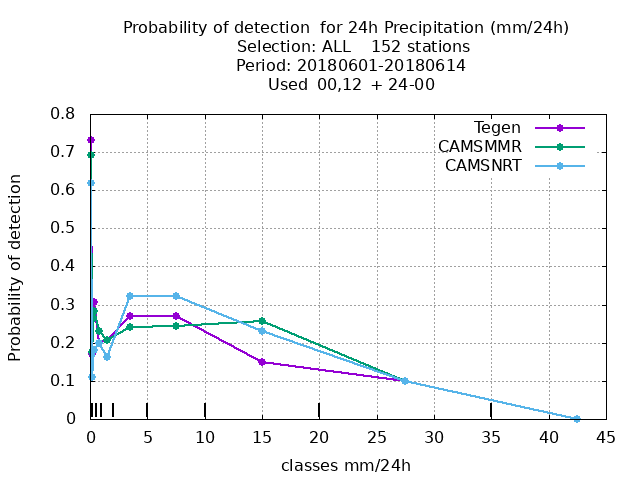 Probability of detection  for 24h Precipitation (mm/24h)
Selection: ALL    152 stations
Period: 20180601-20180614
Used  00,12  + 24-00
Probability of detection
0.8
0.7
0.6
0.5
0.4
0.3
0.2
0.1
0
Tegen
CAMSMMR
CAMSNRT
0 5 10 15 20 25 30 35 40 45
classes mm/24h